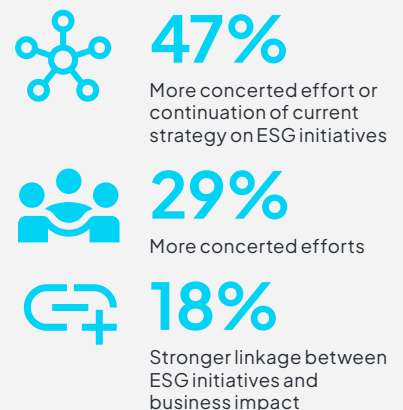 47%
More concerted effort or
continuation of current
strategy on ESG initiatives
29%
More concerted efforts
18%
Stronger linkage between
ESG initiatives and
business impact